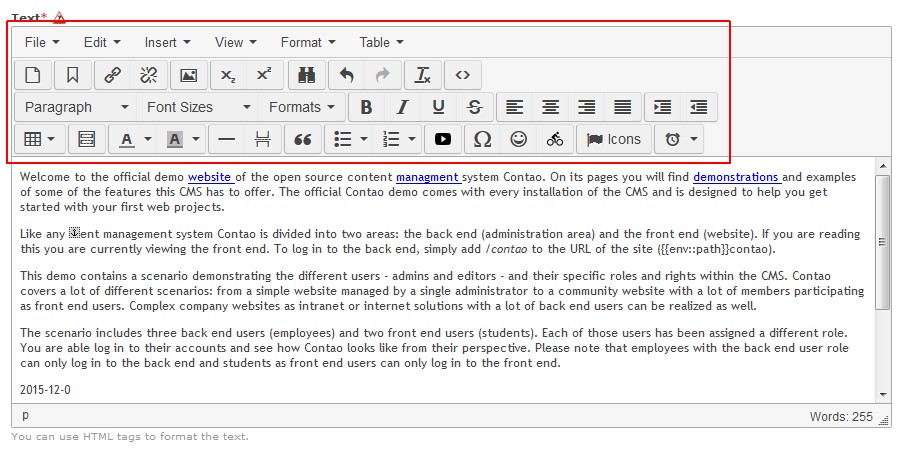 Text*
File Edit Insert View Format Table
x₂ x²
Paragraph Font Sizes Formats B I U S
A A Ω Icons
Welcome to the official demo website of the open source content managment system Contao. On its pages you will find demonstrations and examples
of some of the features this CMS has to offer. The official Contao demo comes with every installation of the CMS and is designed to help you get
started with your first web projects.
Like any ent management system Contao is divided into two areas: the back end (administration area) and the front end (website). If you are reading
this you are currently viewing the front end. To log in to the back end, simply add /contao to the URL of the site ({{env::path}}contao).
This demo contains a scenario demonstrating the different users - admins and editors - and their specific roles and rights within the CMS. Contao
covers a lot of different scenarios: from a simple website managed by a single administrator to a community website with a lot of members participating
as front end users. Complex company websites as intranet or internet solutions with a lot of back end users can be realized as well.
The scenario includes three back end users (employees) and two front end users (students). Each of those users has been assigned a different role.
You are able log in to their accounts and see how Contao looks like from their perspective. Please note that employees with the back end user role
can only log in to the back end and students as front end users can only log in to the front end.
2015-12-0
p Words: 255
You can use HTML tags to format the text.